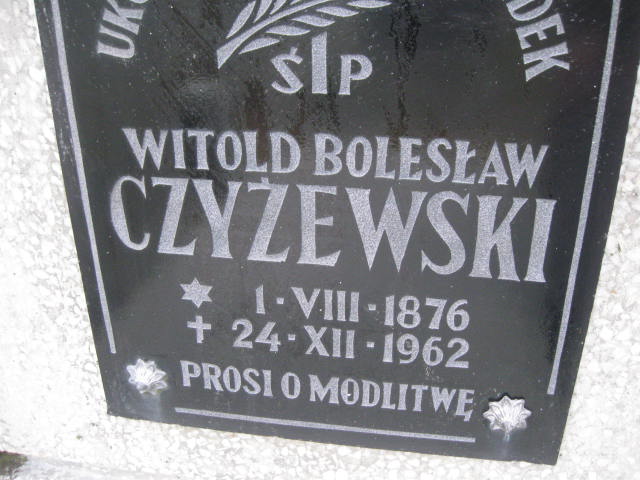 ŚP
WITOLD BOLESŁAW
CZYŻEWSKI
1-VIII-1876
24-XII-1962
PROSI O MODLITWĘ